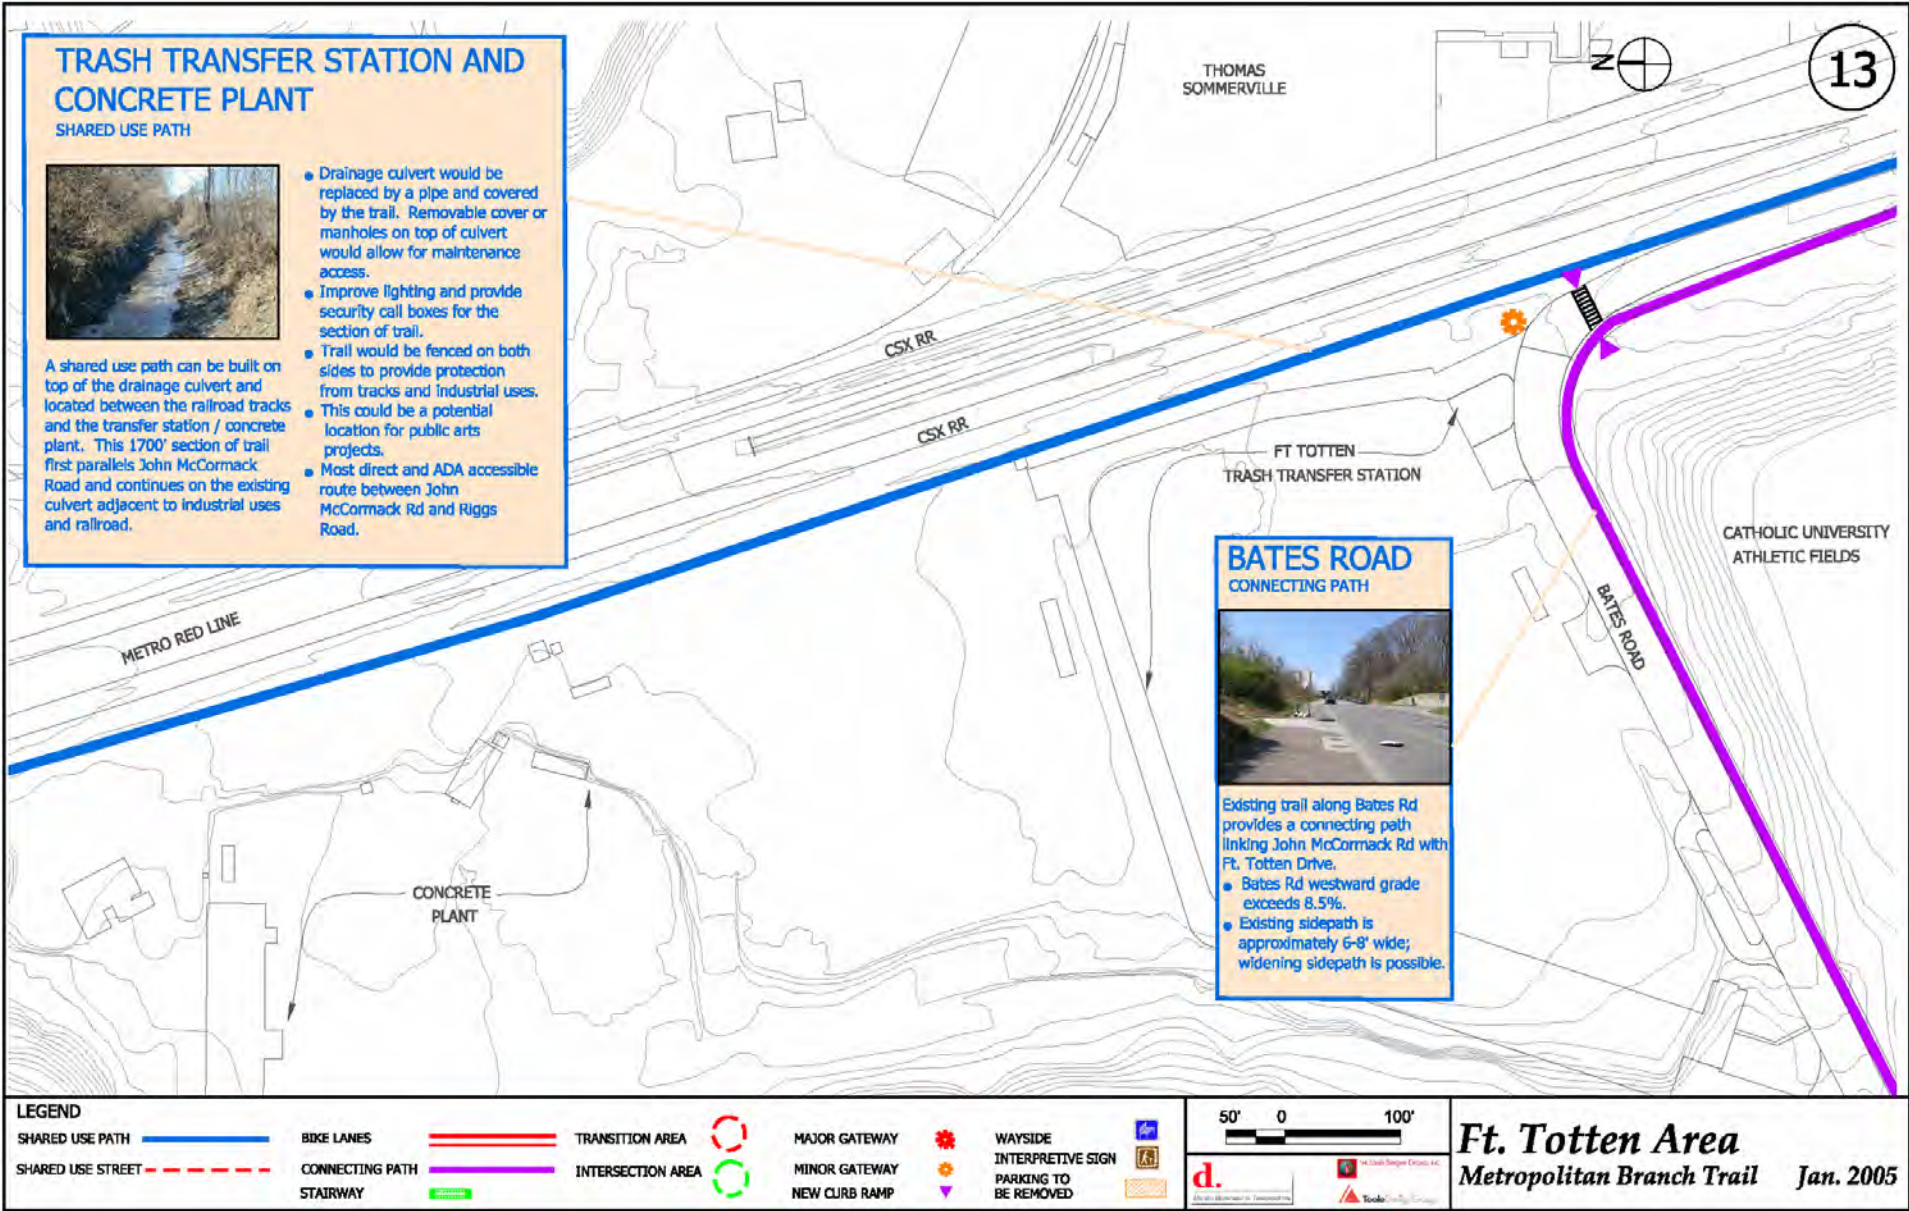 TRASH TRANSFER STATION AND
CONCRETE PLANT
SHARED USE PATH
A shared use path can be built on
top of the drainage culvert and
located between the railroad tracks
and the transfer station / concrete
plant. This 1700' section of trail
first parallels John McCormack
Road and continues on the existing
culvert adjacent to industrial uses
and railroad.
Drainage culvert would be
replaced by a pipe and covered
by the trail. Removable cover or
manholes on top of culvert
would allow for maintenance
access.
Improve lighting and provide
security call boxes for the
section of trail.
Trail would be fenced on both
sides to provide protection
from tracks and industrial uses.
This could be a potential
location for public arts
projects.
Most direct and ADA accessible
route between John
McCormack Rd and Riggs
Road.
THOMAS
SOMMERVILLE
N
13
CSX RR
CSX RR
METRO RED LINE
FT TOTTEN
TRASH TRANSFER STATION
CATHOLIC UNIVERSITY
ATHLETIC FIELDS
BATES ROAD
CONCRETE
PLANT
BATES ROAD
CONNECTING PATH
Existing trail along Bates Rd
provides a connecting path
linking John McCormack Rd with
Ft. Totten Drive.
Bates Rd westward grade
exceeds 8.5%.
Existing sidepath is
approximately 6-8' wide;
widening sidepath is possible.
LEGEND
SHARED USE PATH
SHARED USE STREET
BIKE LANES
CONNECTING PATH
STAIRWAY
TRANSITION AREA
INTERSECTION AREA
MAJOR GATEWAY
MINOR GATEWAY
NEW CURB RAMP
WAYSIDE
INTERPRETIVE SIGN
PARKING TO
BE REMOVED
50' 0 100'
d.
Ft. Totten Area
Metropolitan Branch Trail Jan. 2005